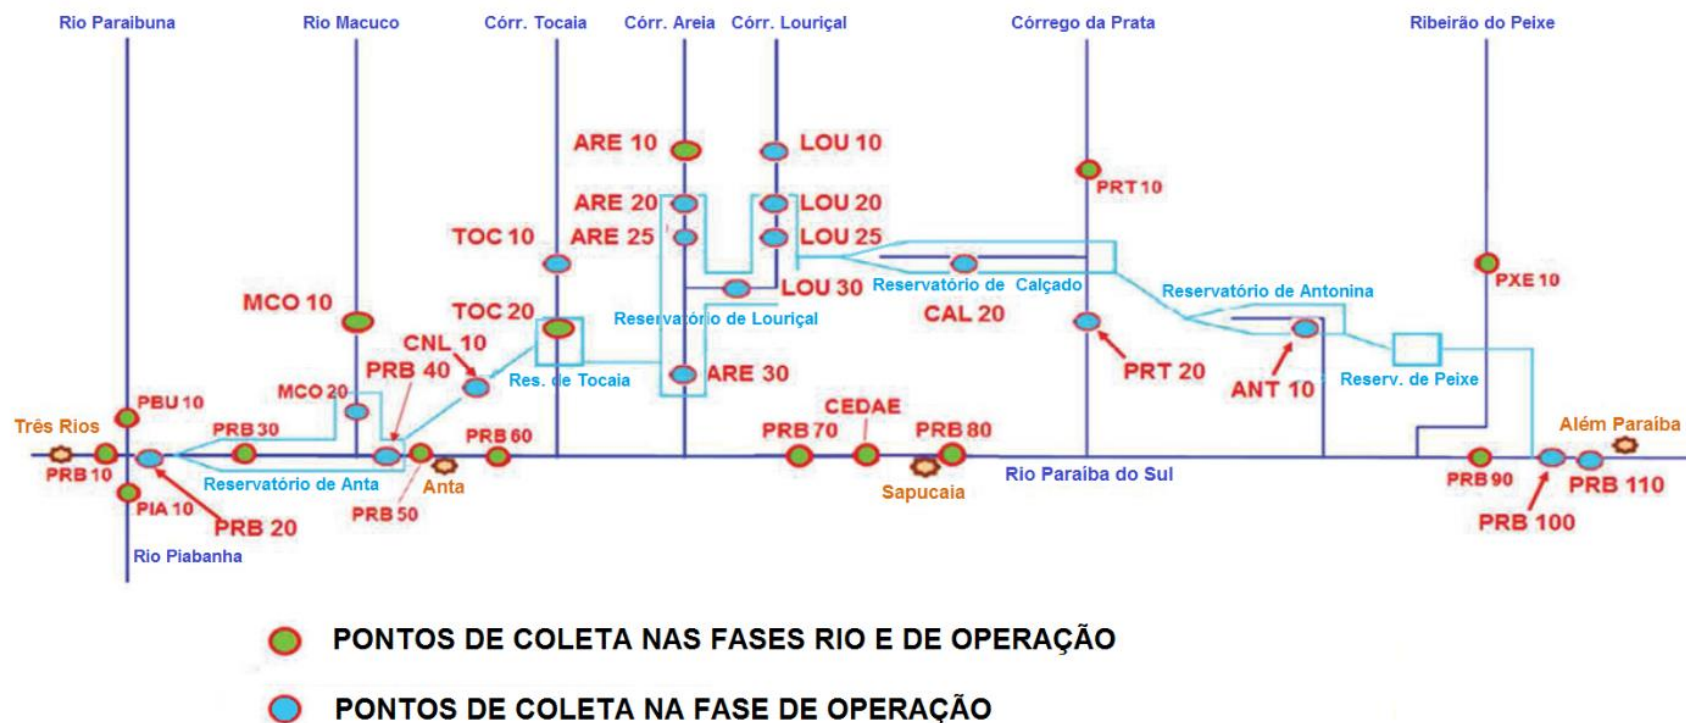 Rio Paraibuna
Rio Macuco
Córr. Tocaia
Córr. Areia
Córr. Louriçal
Córrego da Prata
Ribeirão do Peixe
ARE 10
LOU 10
PRT 10
ARE 20
LOU 20
TOC 10
ARE 25
LOU 25
PXE 10
MCO 10
TOC 20
LOU 30
Reservatório de Calçado
Reservatório de Antonina
CNL 10
Reservatório de Louriçal
CAL 20
PRB 40
Res. de Tocaia
ARE 30
PRT 20
ANT 10
Reserv. de Peixe
MCO 20
PBU 10
Três Rios
PRB 30
PRB 60
PRB 70
CEDAE
PRB 80
Além Paraíba
PRB 10
Reservatório de Anta
Anta
Sapucaia
Rio Paraíba do Sul
PRB 90
PRB 110
PIA 10
PRB 20
PRB 50
PRB 100
Rio Piabanha
PONTOS DE COLETA NAS FASES RIO E DE OPERAÇÃO
PONTOS DE COLETA NA FASE DE OPERAÇÃO